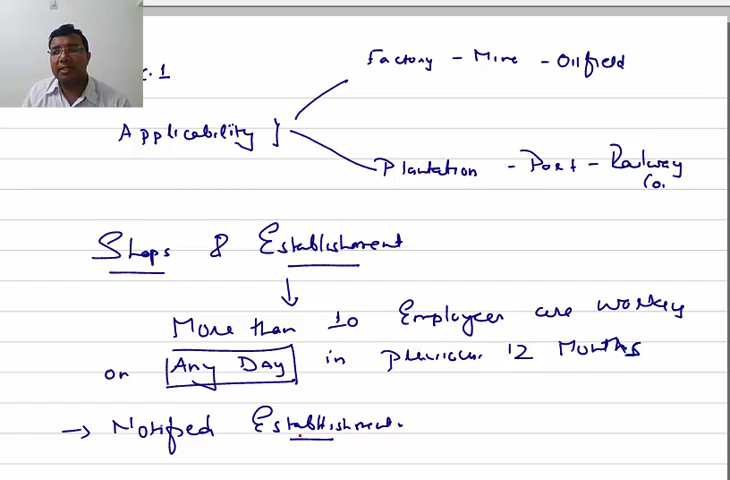 c. 1
Factory - Mine - Oilfield
Applicability }
Plantation - Port - Railway
Co.
Shops & Establishment
More than 10 Employees are working
on Any Day in previous 12 Months
→ Notified Establishment.